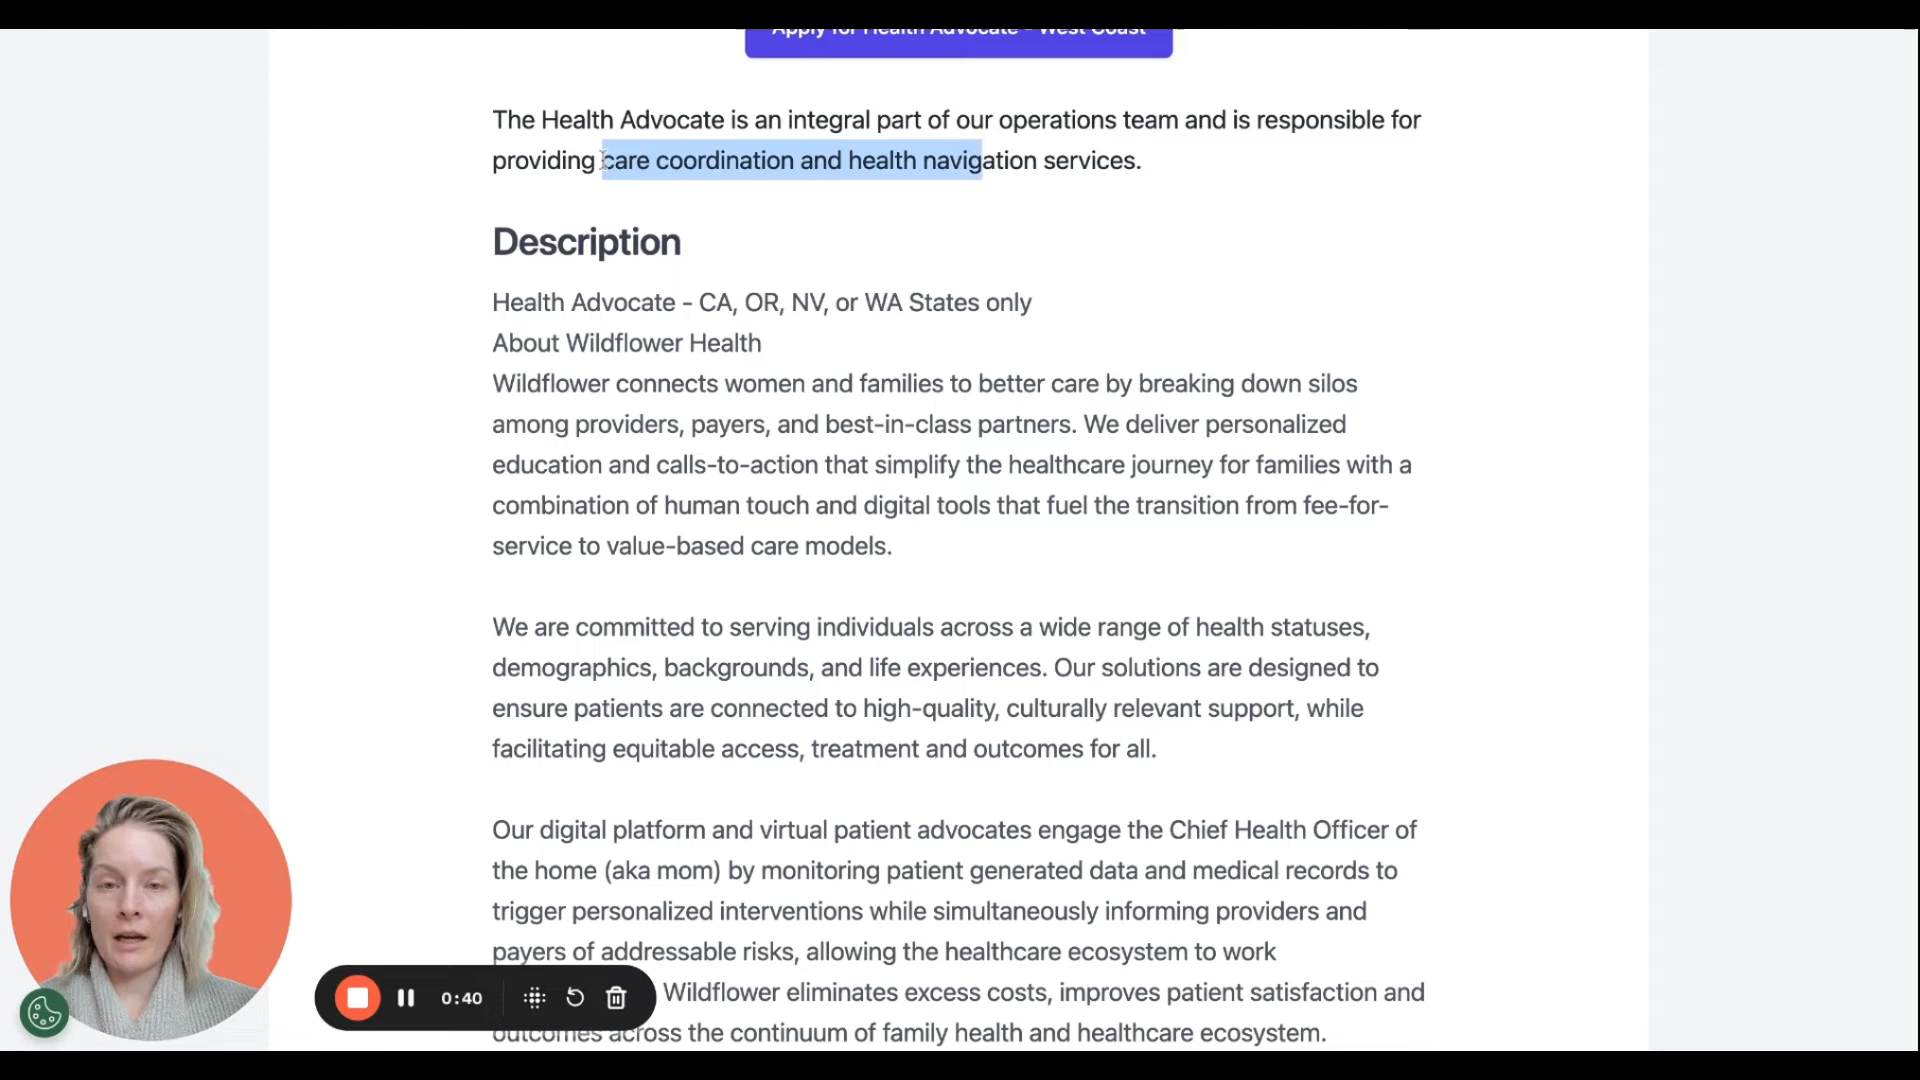 Apply for Health Advocate - West Coast
The Health Advocate is an integral part of our operations team and is responsible for
providing care coordination and health navigation services.
Description
Health Advocate - CA, OR, NV, or WA States only
About Wildflower Health
Wildflower connects women and families to better care by breaking down silos
among providers, payers, and best-in-class partners. We deliver personalized
education and calls-to-action that simplify the healthcare journey for families with a
combination of human touch and digital tools that fuel the transition from fee-for-
service to value-based care models.
We are committed to serving individuals across a wide range of health statuses,
demographics, backgrounds, and life experiences. Our solutions are designed to
ensure patients are connected to high-quality, culturally relevant support, while
facilitating equitable access, treatment and outcomes for all.
Our digital platform and virtual patient advocates engage the Chief Health Officer of
the home (aka mom) by monitoring patient generated data and medical records to
trigger personalized interventions while simultaneously informing providers and
payers of addressable risks, allowing the healthcare ecosystem to work
Wildflower eliminates excess costs, improves patient satisfaction and
outcomes across the continuum of family health and healthcare ecosystem.
0:40